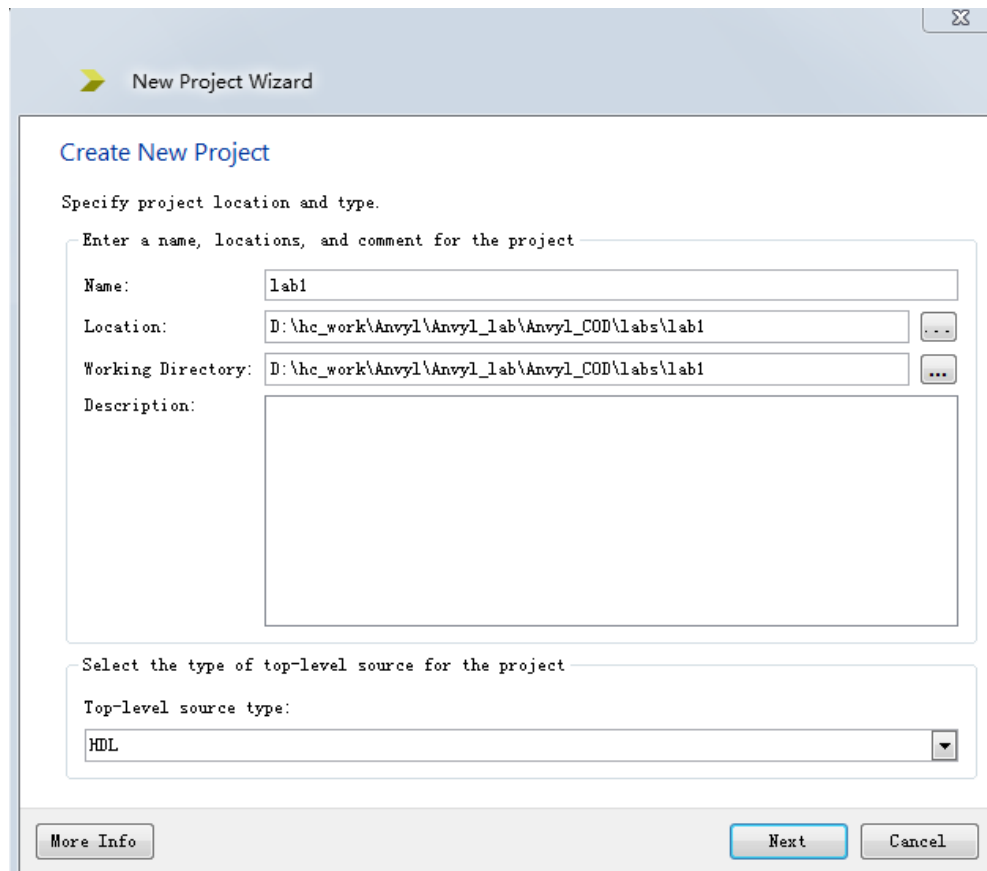 New Project Wizard
Create New Project
Specify project location and type.
Enter a name, locations, and comment for the project
Name: lab1
Location: D:\hc_work\Anvyl\Anvyl_lab\Anvyl_COD\labs\lab1 ...
Working Directory: D:\hc_work\Anvyl\Anvyl_lab\Anvyl_COD\labs\lab1 ...
Description:
Select the type of top-level source for the project
Top-level source type:
HDL
More Info Next Cancel